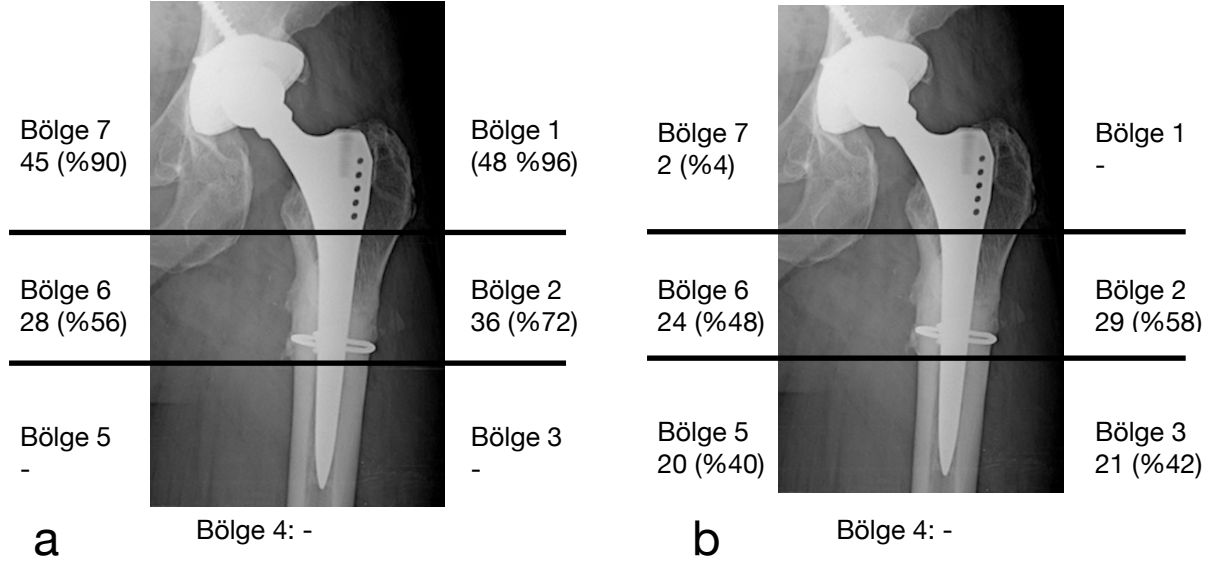 Bölge 7
45 (%90)
Bölge 1
(48 %96)
Bölge 6
28 (%56)
Bölge 2
36 (%72)
Bölge 5
-
Bölge 3
-
Bölge 4: -
a
Bölge 7
2 (%4)
Bölge 1
-
Bölge 6
24 (%48)
Bölge 2
29 (%58)
Bölge 5
20 (%40)
Bölge 3
21 (%42)
Bölge 4: -
b